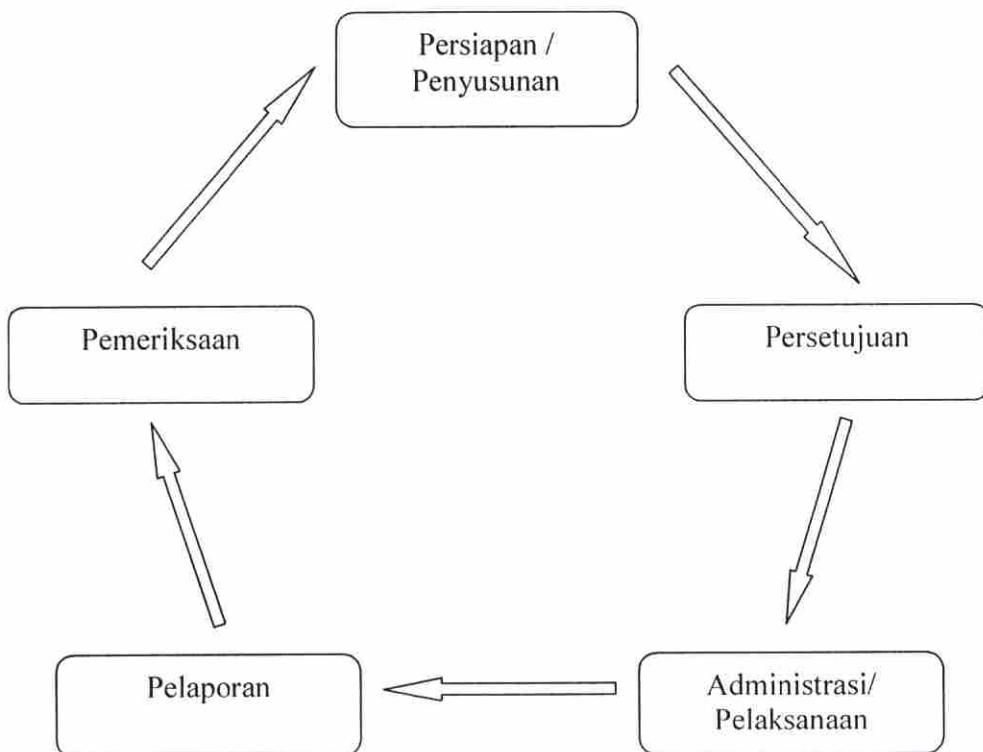 Persiapan /
Penyusunan
Persetujuan
Administrasi/
Pelaksanaan
Pelaporan
Pemeriksaan